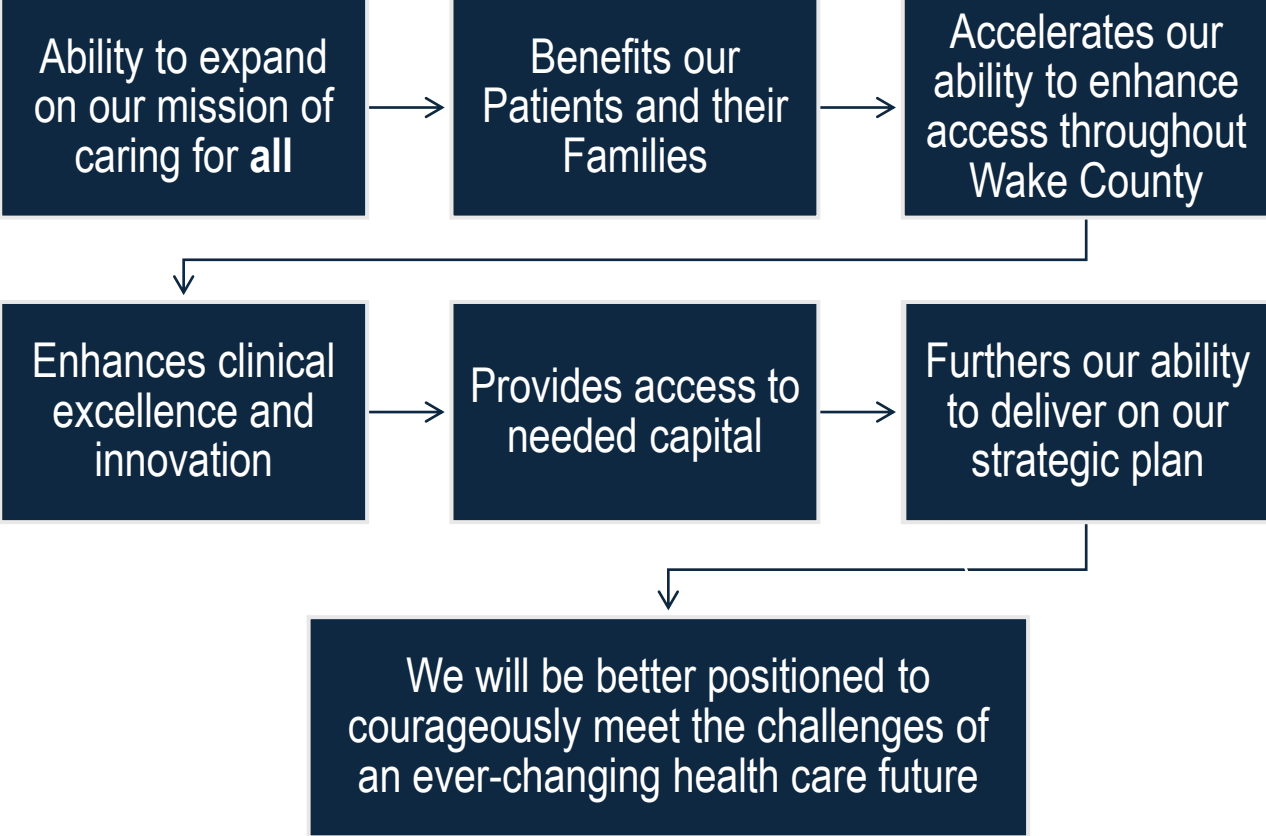 Ability to expand
on our mission of
caring for all
Benefits our
Patients and their
Families
Accelerates our
ability to enhance
access throughout
Wake County
Enhances clinical
excellence and
innovation
Provides access to
needed capital
Furthers our ability
to deliver on our
strategic plan
We will be better positioned to
courageously meet the challenges of
an ever-changing health care future